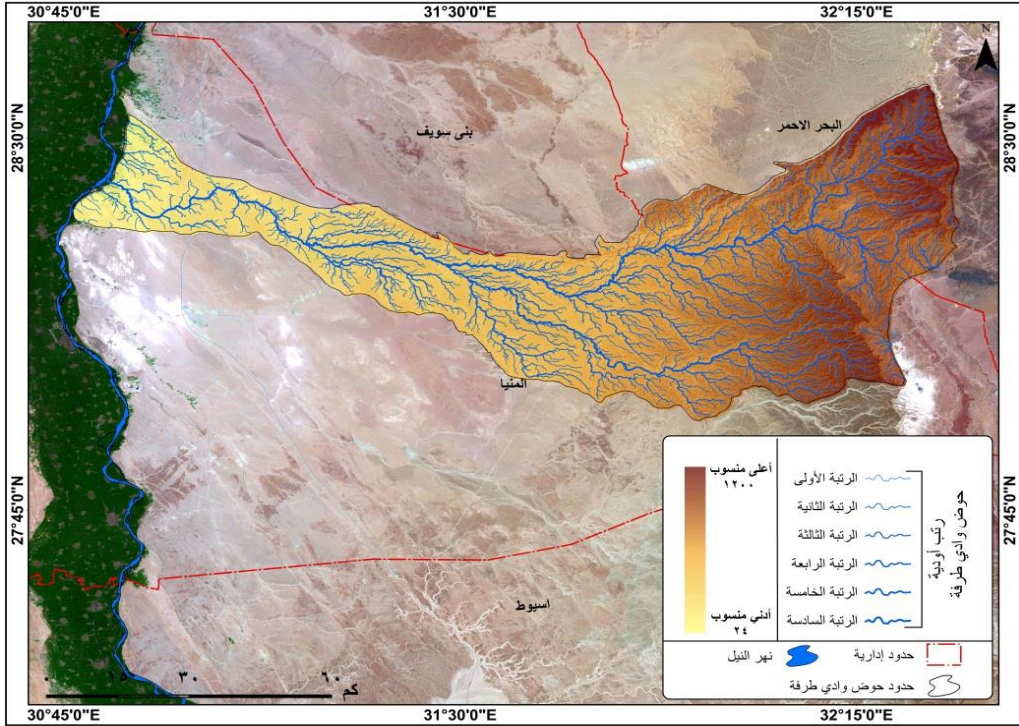 30°45'0"E
31°30'0"E
32°15'0"E
N
28°30'0"N
28°30'0"N
بنى سويف
البحر الاحمر
المنيا
27°45'0"N
27°45'0"N
اسيوط
أعلى منسوب
١٢٠٠
أدني منسوب
٢٤
رتب أودية
حوض وادي طرفة
الرتبة الأولى
الرتبة الثانية
الرتبة الثالثة
الرتبة الرابعة
الرتبة الخامسة
الرتبة السادسة
حدود إدارية
نهر النيل
حدود حوض وادي طرفة
٠ ١٥ ٣٠ ٦٠
كم
30°45'0"E
31°30'0"E
32°15'0"E